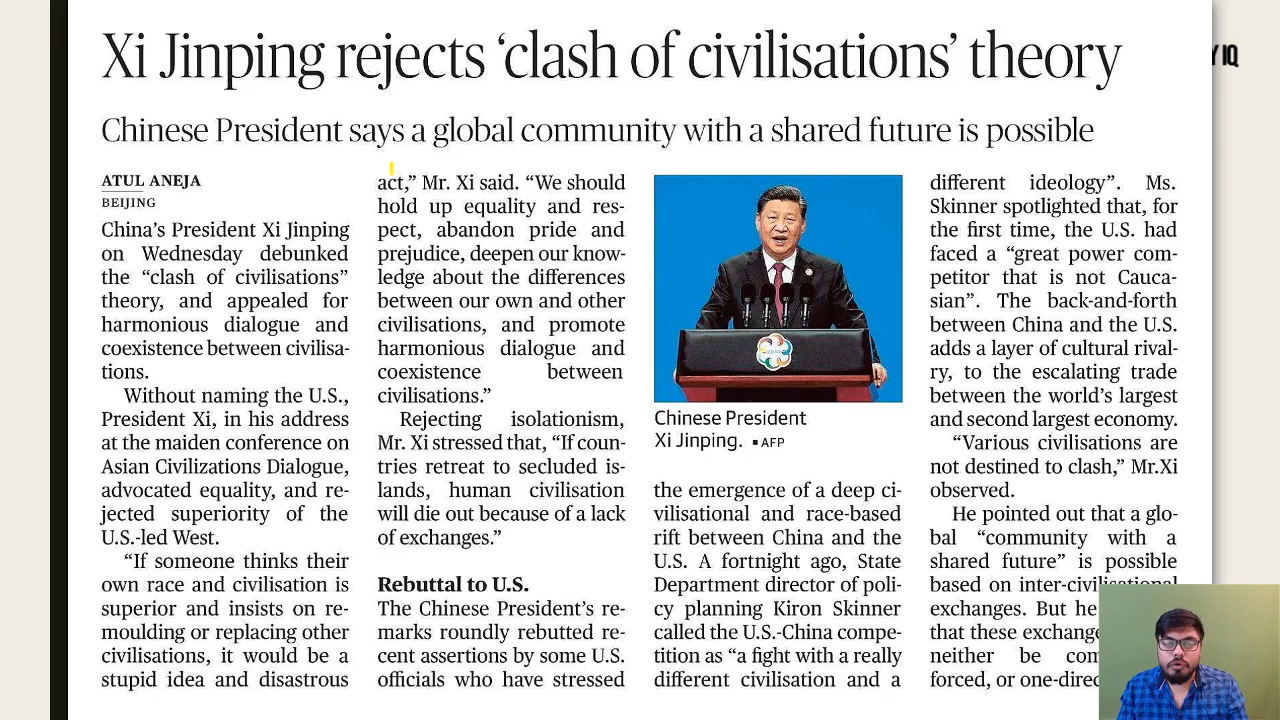 Xi Jinping rejects ‘clash of civilisations’ theory
Y IQ
Chinese President says a global community with a shared future is possible
ATUL ANEJA
BEIJING
China’s President Xi Jinping
on Wednesday debunked
the “clash of civilisations”
theory, and appealed for
harmonious dialogue and
coexistence between civilisa-
tions.
Without naming the U.S.,
President Xi, in his address
at the maiden conference on
Asian Civilizations Dialogue,
advocated equality, and re-
jected superiority of the
U.S.-led West.
“If someone thinks their
own race and civilisation is
superior and insists on re-
moulding or replacing other
civilisations, it would be a
stupid idea and disastrous
act,” Mr. Xi said. “We should
hold up equality and res-
pect, abandon pride and
prejudice, deepen our know-
ledge about the differences
between our own and other
civilisations, and promote
harmonious dialogue and
coexistence between
civilisations.”
Rejecting isolationism,
Mr. Xi stressed that, “If coun-
tries retreat to secluded is-
lands, human civilisation
will die out because of a lack
of exchanges.”
Rebuttal to U.S.
The Chinese President’s re-
marks roundly rebutted re-
cent assertions by some U.S.
officials who have stressed
Chinese President
Xi Jinping. ▪ AFP
the emergence of a deep ci-
vilisational and race-based
rift between China and the
U.S. A fortnight ago, State
Department director of poli-
cy planning Kiron Skinner
called the U.S.-China compe-
tition as “a fight with a really
different civilisation and a
different ideology”. Ms.
Skinner spotlighted that, for
the first time, the U.S. had
faced a “great power com-
petitor that is not Cauca-
sian”. The back-and-forth
between China and the U.S.
adds a layer of cultural rival-
ry, to the escalating trade
between the world’s largest
and second largest economy.
“Various civilisations are
not destined to clash,” Mr.Xi
observed.
He pointed out that a glo-
bal “community with a
shared future” is possible
based on inter-civilisational
exchanges. But he
that these exchange
neither be com
forced, or one-direc